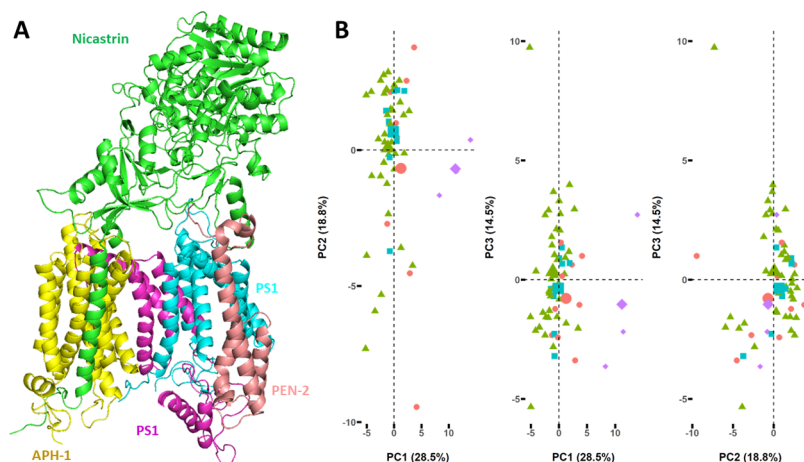 A
Nicastrin
PS1
PEN-2
PS1
APH-1
B
PC2 (18.8%)
0
-5
-10
-5 0 5 10
PC1 (28.5%)
PC3 (14.5%)
10
5
0
-5
-5 0 5 10
PC1 (28.5%)
PC3 (14.5%)
10
5
0
-5
-10 -5 0
PC2 (18.8%)